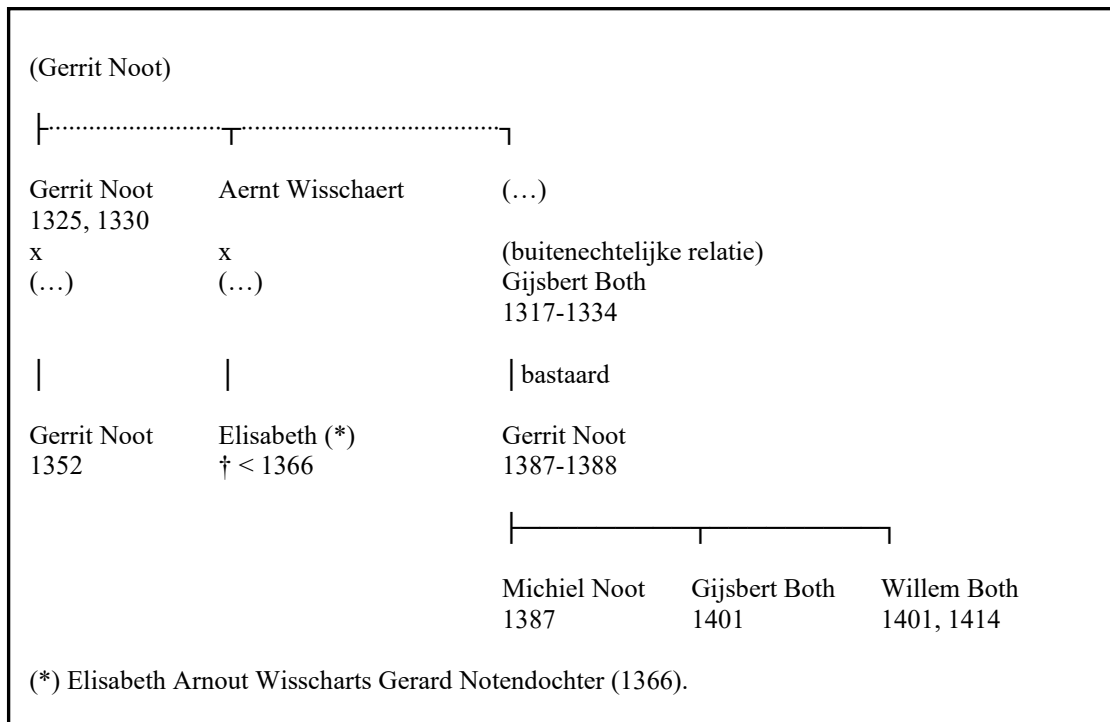 (Gerrit Noot)
Gerrit Noot Aernt Wisschaert (…)
1325, 1330
x x (buitenechtelijke relatie)
(…) (…) Gijsbert Both
1317-1334
bastaard
Gerrit Noot Elisabeth (*) Gerrit Noot
1352 † < 1366 1387-1388
Michiel Noot Gijsbert Both Willem Both
1387 1401 1401, 1414
(*) Elisabeth Arnout Wisscharts Gerard Notendochter (1366).